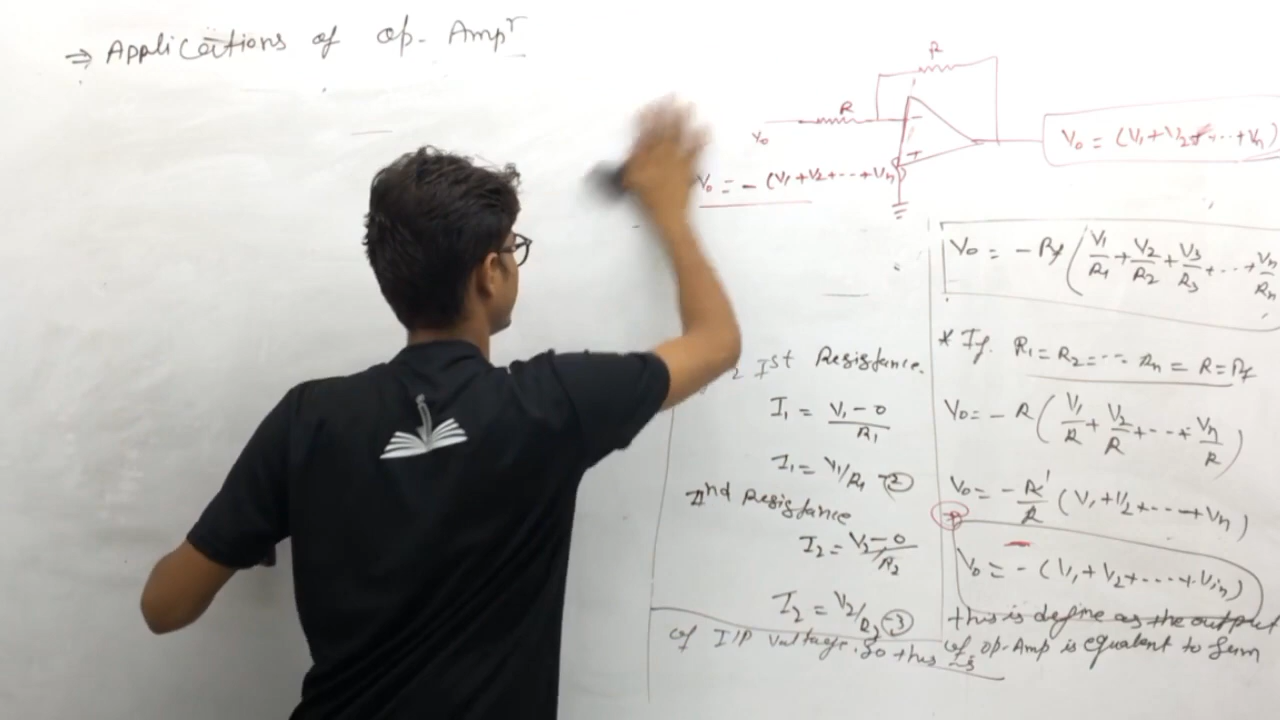 ⇒ Applications of op-Ampr
R
R
Vo
-
+
Vo = (V1+V2+...+Vn)
Vo = -(V1+V2+--+Vn)
Vo = -Rf(V1/R1+V2/R2+V3/R3+...+Vn/Rn
Ist Resistance.
I1 = V1-0/R1
I1 = V1/R1 -2
IInd Resistance
I2 = V2-0/R2
I2 = V2/R2 -3
* If. R1=R2=--- Rn = R=Rf
Vo= -R(V1/R+V2/R+---+Vn/R)
Vo= -R/R(V1+V2+---+Vn)
Vo = -(V1+V2+----+Vin)
this is define as the output
of op-Amp is equalent to sum
of I/P voltage. So this is